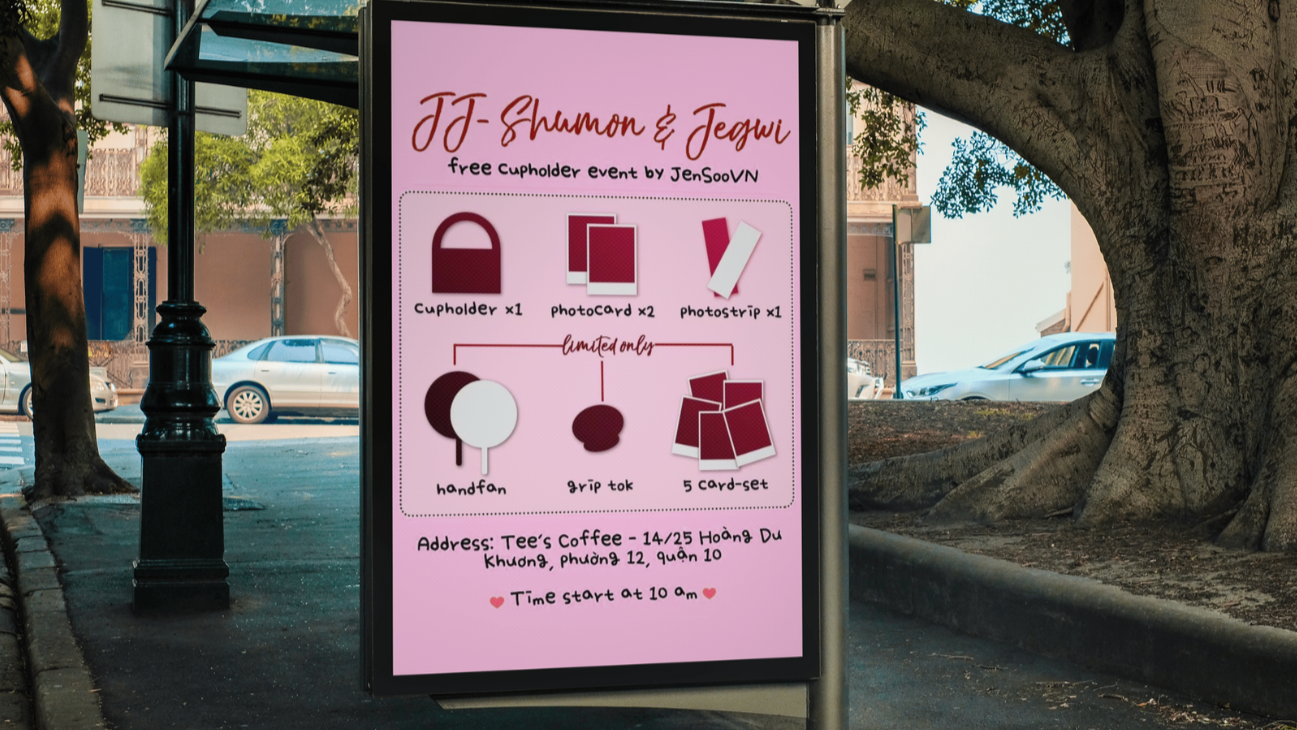 JJ- Shumon & Jegwi
free cupholder event by JenSooVN
cupholder x1
photocard x2
photostrip x1
limited only
handfan
grip tok
5 card-set
Address: Tee's Coffee - 14/25 Hoàng Dư
Khương, phường 12, quận 10
Time start at 10 am